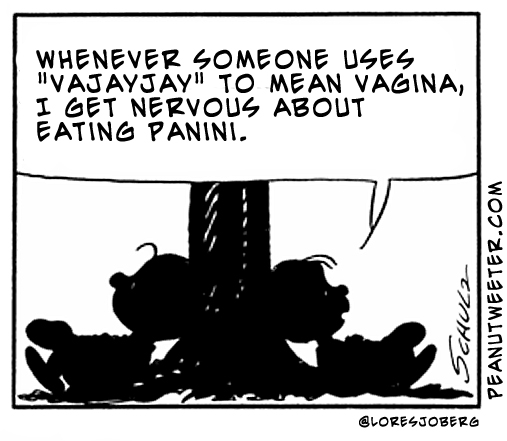 WHENEVER SOMEONE USES
"VAJAYJAY" TO MEAN VAGINA,
I GET NERVOUS ABOUT
EATING PANINI.
SCHULZ
PEANUTWEETER.COM
@LORESJOBERG